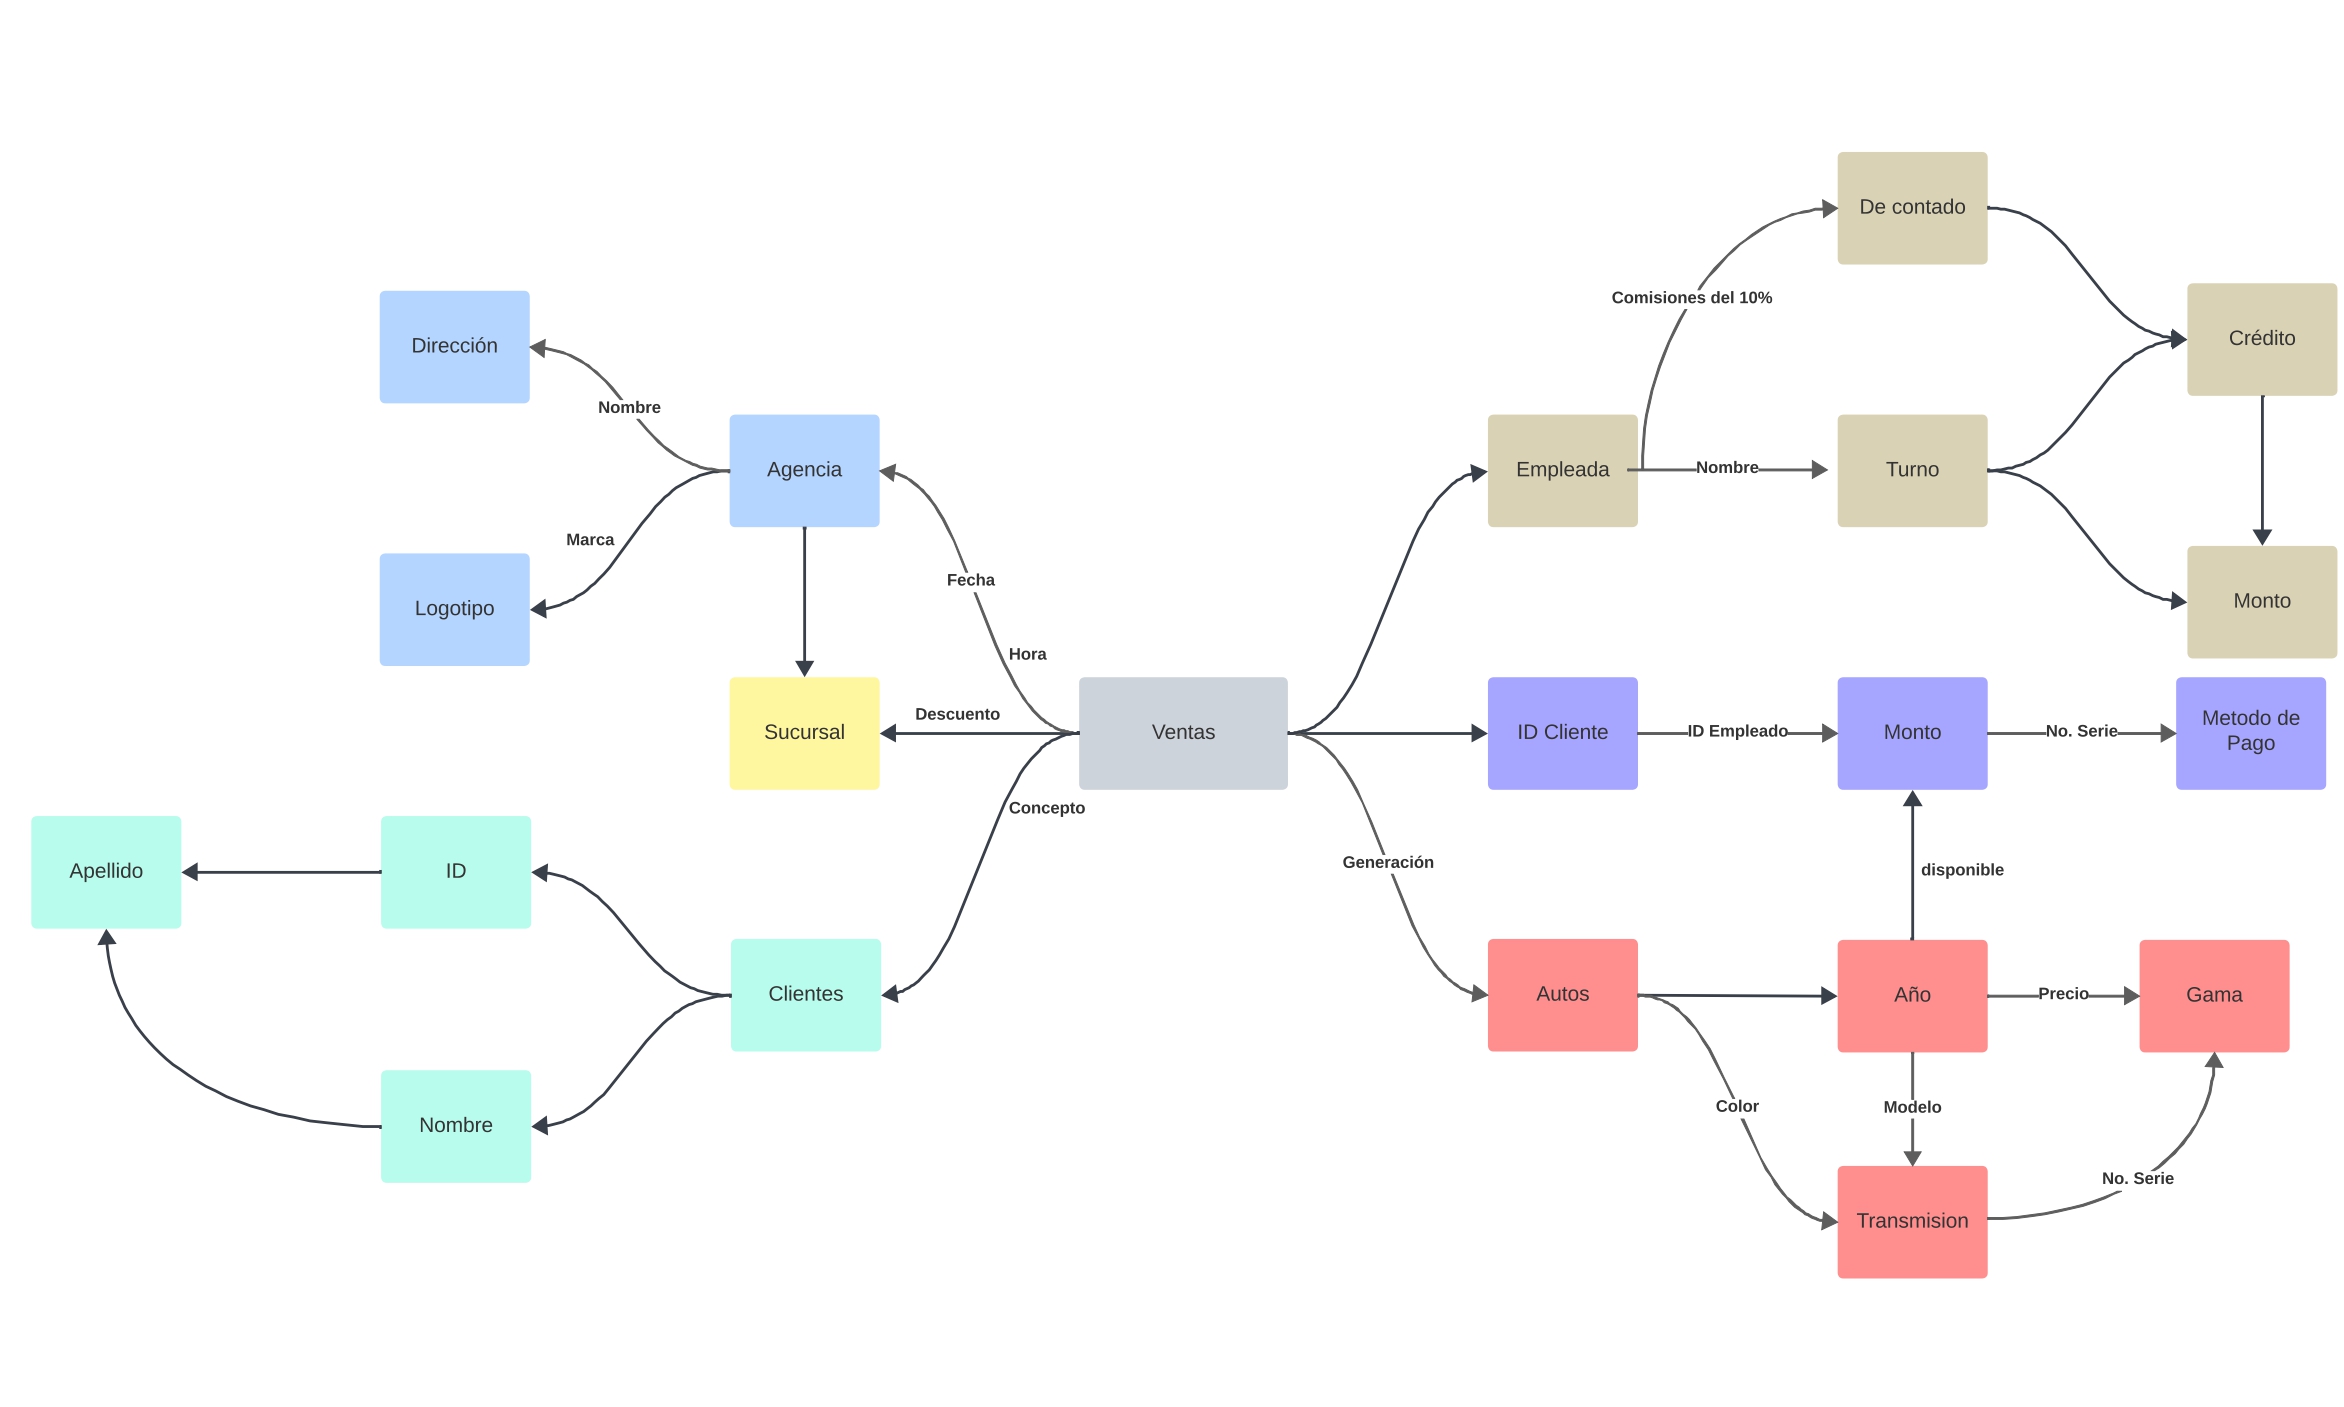 De contado
Comisiones del 10%
Dirección
Crédito
Nombre
Agencia
Empleada
Nombre
Turno
Marca
Fecha
Logotipo
Monto
Hora
Descuento
Sucursal
Ventas
ID Cliente
ID Empleado
Monto
No. Serie
Metodo de
Pago
Concepto
Generación
disponible
Apellido
ID
Clientes
Autos
Año
Precio
Gama
Color
Modelo
Nombre
No. Serie
Transmision